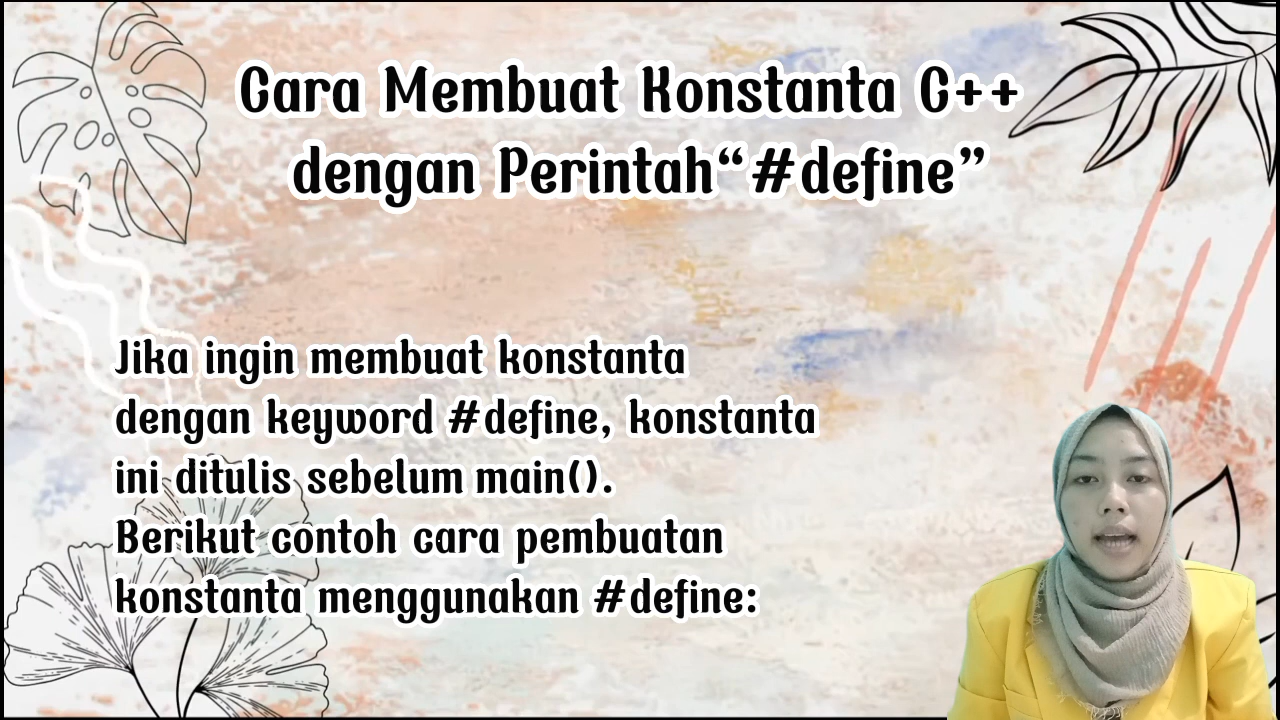 Cara Membuat Konstanta C++
dengan Perintah“#define”
Jika ingin membuat konstanta
dengan keyword #define, konstanta
ini ditulis sebelum main().
Berikut contoh cara pembuatan
konstanta menggunakan #define: